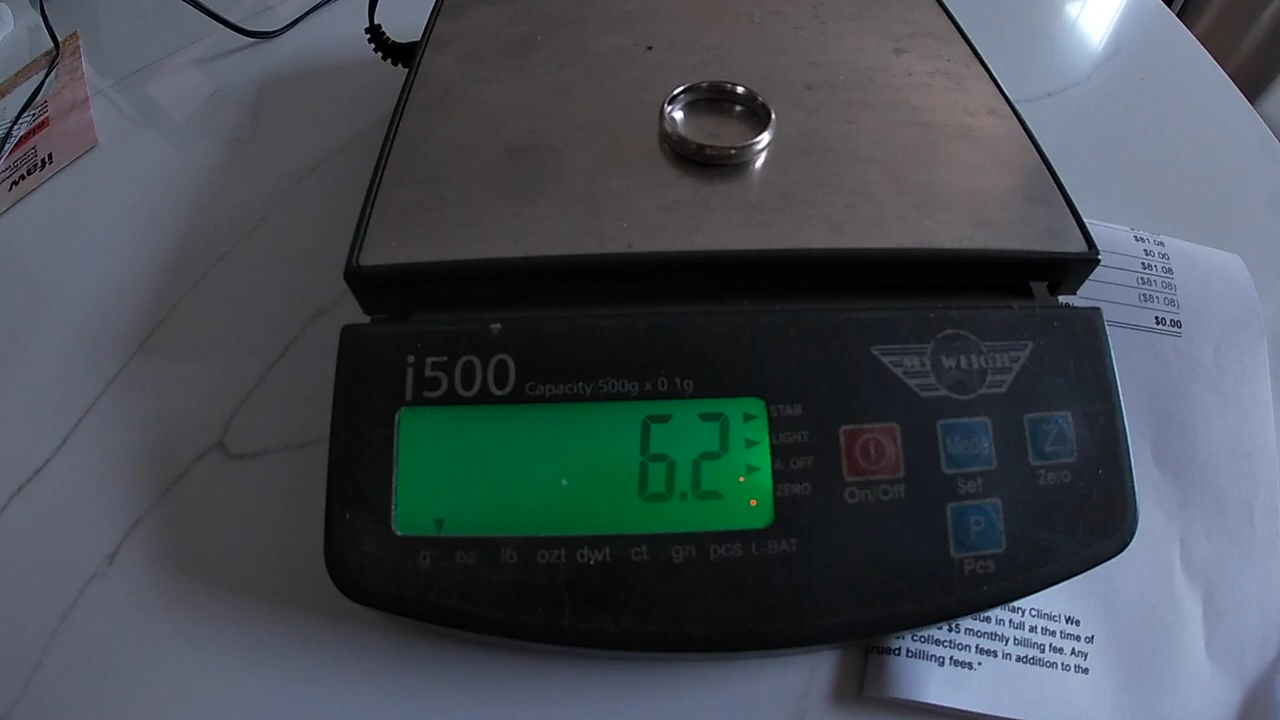 ifaw
$81.08
$0.00
$81.08
($81.08)
($81.08)
$0.00
i500 Capacity:500g x 0.1g
MY WEIGH
6.2
STAB
LIGHT
A. OFF
ZERO
On/Off
Mode
Set
Z
Zero
P
Pcs
g oz lb ozt dwt ct gn pcs L-BAT
Clinic! We
in full at the time of
$5 monthly billing fee. Any
collection fees in addition to the
billing fees."